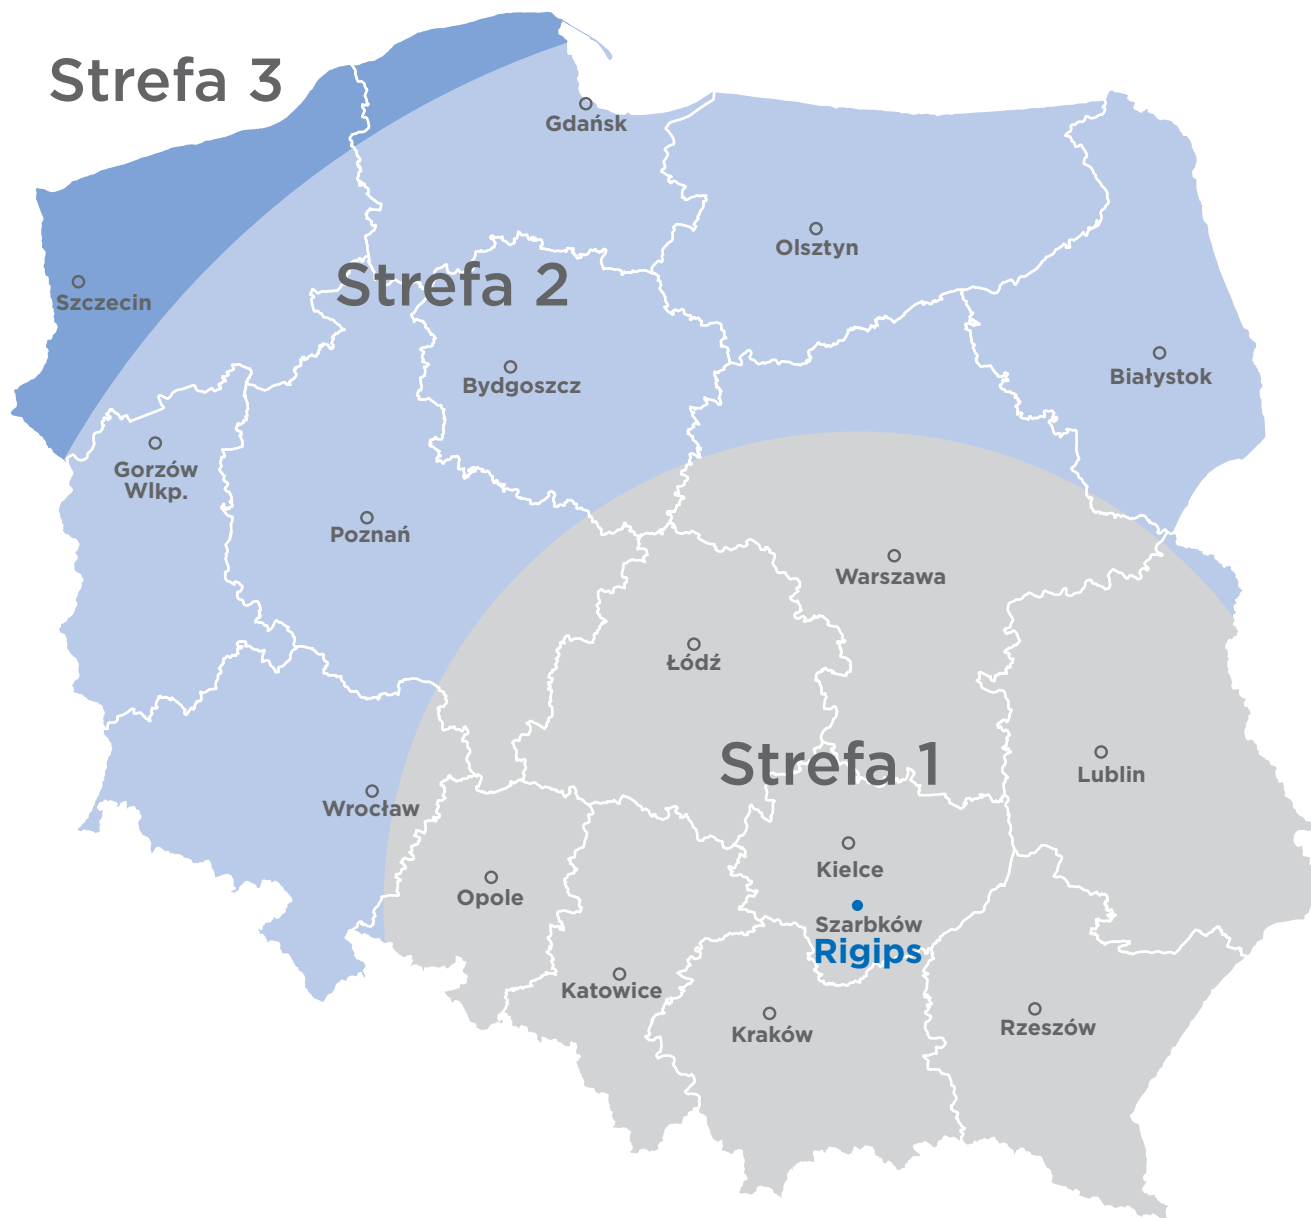 Strefa 3
Gdańsk
Olsztyn
Strefa 2
Szczecin
Białystok
Bydgoszcz
Gorzów
Wlkp.
Poznań
Warszawa
Łódź
Strefa 1
Lublin
Wrocław
Kielce
Opole
Szarbków
Rigips
Katowice
Rzeszów
Kraków